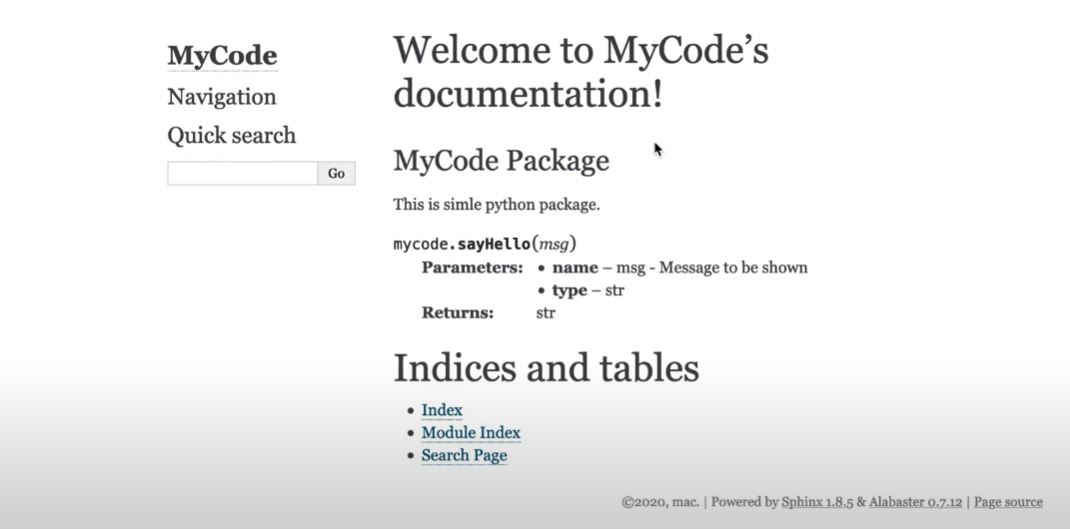 MyCode
Navigation
Quick search
Go
Welcome to MyCode’s
documentation!
MyCode Package
This is simle python package.
mycode.sayHello(msg)
Parameters: • name – msg - Message to be shown
• type – str
Returns: str
Indices and tables
• Index
• Module Index
• Search Page
©2020, mac. | Powered by Sphinx 1.8.5 & Alabaster 0.7.12 | Page source